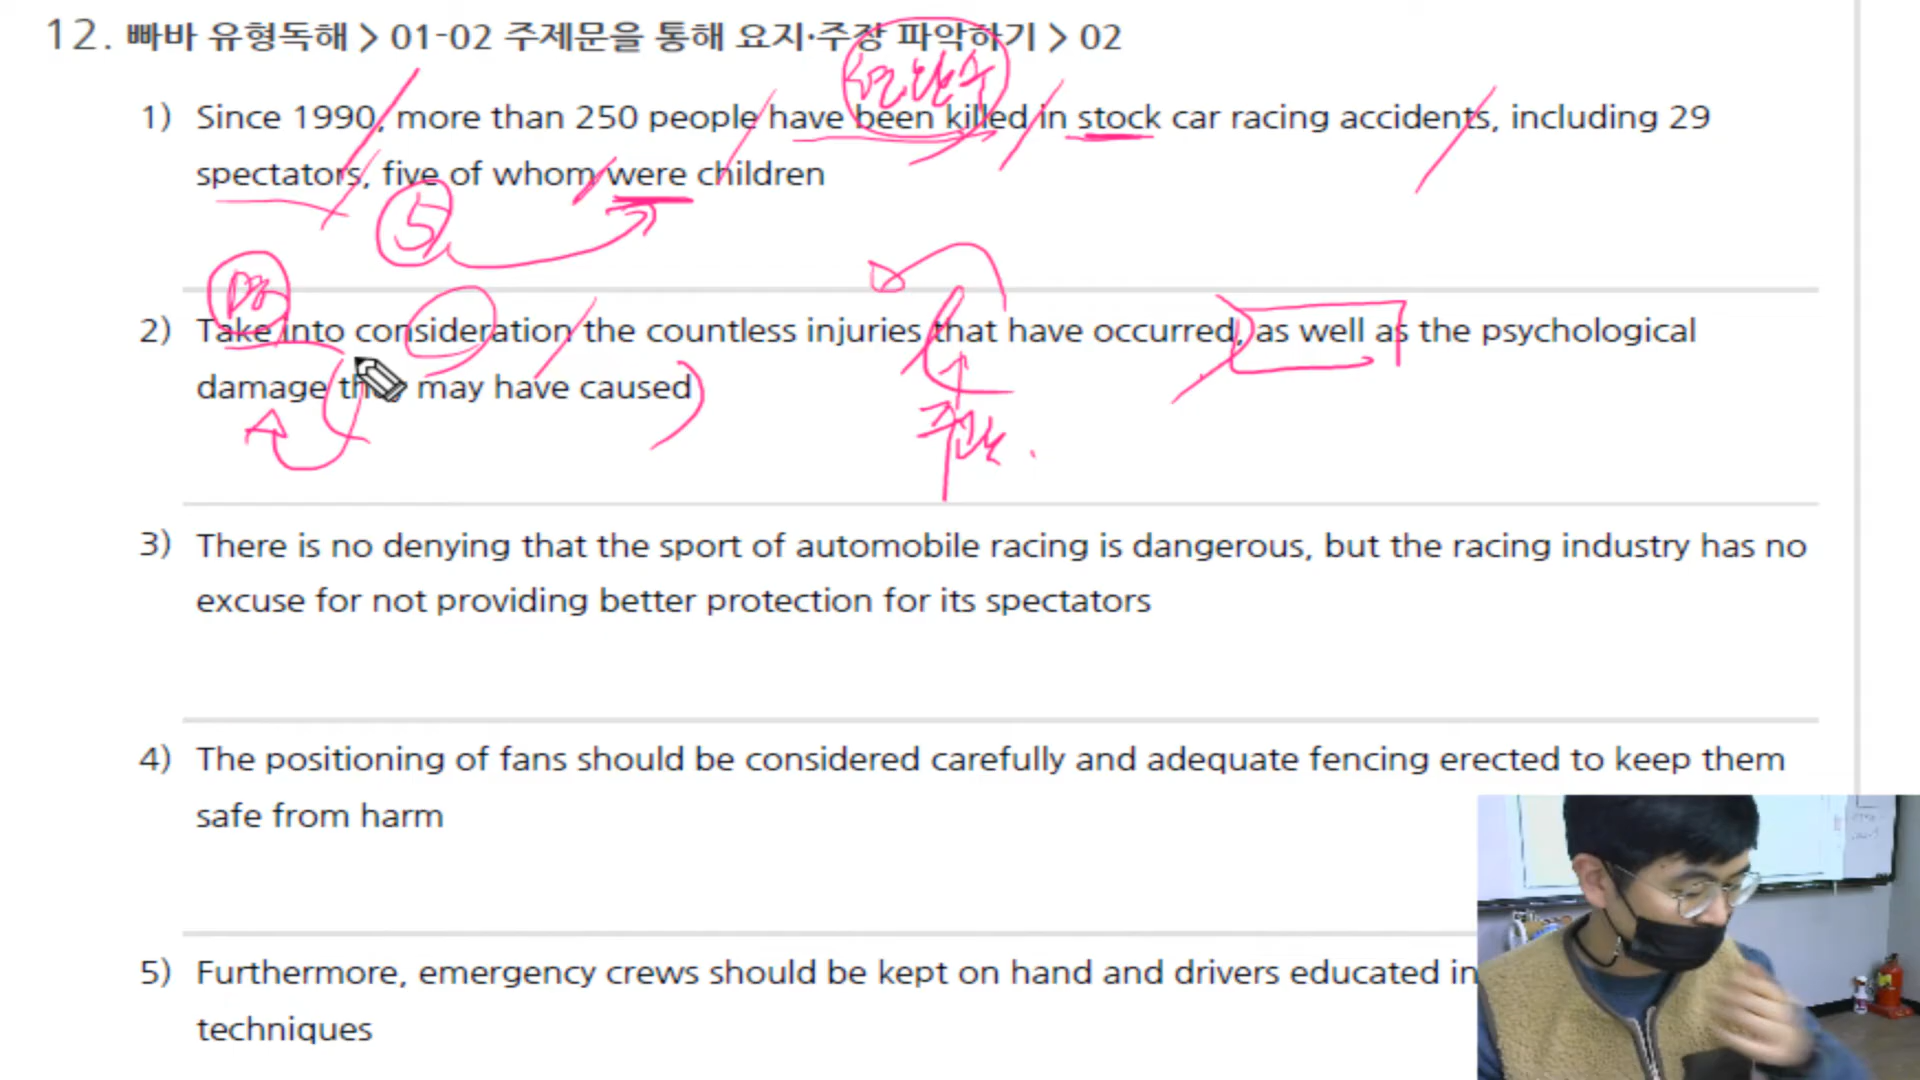 12. 빠바 유형독해 > 01-02 주제문을 통해 요지·주장 파악하기 > 02
1) Since 1990, more than 250 people have been killed in stock car racing accidents, including 29
spectators, five of whom were children
5
2) Take into consideration the countless injuries that have occurred, as well as the psychological
damage may have caused
3) There is no denying that the sport of automobile racing is dangerous, but the racing industry has no
excuse for not providing better protection for its spectators
4) The positioning of fans should be considered carefully and adequate fencing erected to keep them
safe from harm
5) Furthermore, emergency crews should be kept on hand and drivers educated in
techniques